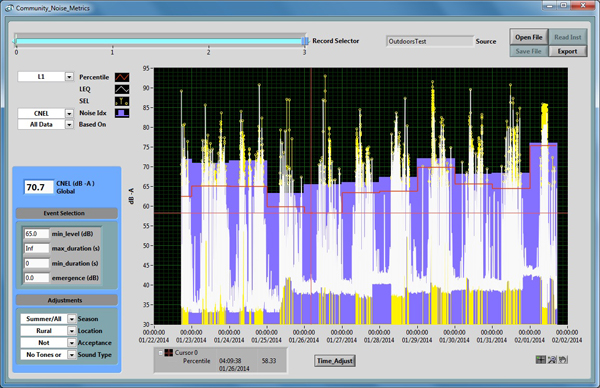 Community_Noise_Metrics
0 1 2 3
Record Selector
OutdoorsTest
Source
Open File
Read Inst
Save File
Export
L1
Percentile
LEQ
SEL
CNEL
Noise Idx
All Data
Based On
70.7
CNEL (dB -A )
Global
Event Selection
65.0 min_level (dB)
Inf max_duration (s)
0 min_duration (s)
0.0 emergence (dB)
Adjustments
Summer/All Season
Rural Location
Not Acceptance
No Tones or Sound Type
dB -A
95
90
85
80
75
70
65
60
55
50
45
40
35
30
00:00:00 00:00:00 00:00:00 00:00:00 00:00:00 00:00:00 00:00:00 00:00:00 00:00:00 00:00:00 00:00:00 00:00:00
01/22/2014 01/23/2014 01/24/2014 01/25/2014 01/26/2014 01/27/2014 01/28/2014 01/29/2014 01/30/2014 01/31/2014 02/01/2014 02/02/2014
Cursor 0
Percentile 04:09:38 58.33
01/26/2014
Time_Adjust